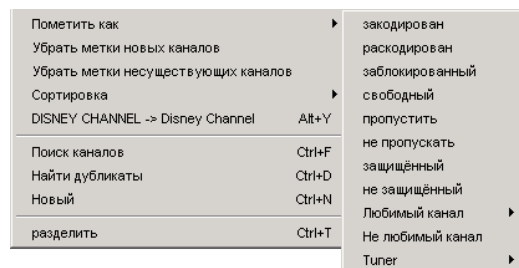 Пометить как
Убрать метки новых каналов
Убрать метки несуществующих каналов
Сортировка
DISNEY CHANNEL -> Disney Channel Alt+Y
Поиск каналов Ctrl+F
Найти дубликаты Ctrl+D
Новый Ctrl+N
разделить Ctrl+T
закодирован
раскодирован
заблокированный
свободный
пропустить
не пропускать
защищённый
не защищённый
Любимый канал
Не любимый канал
Tuner